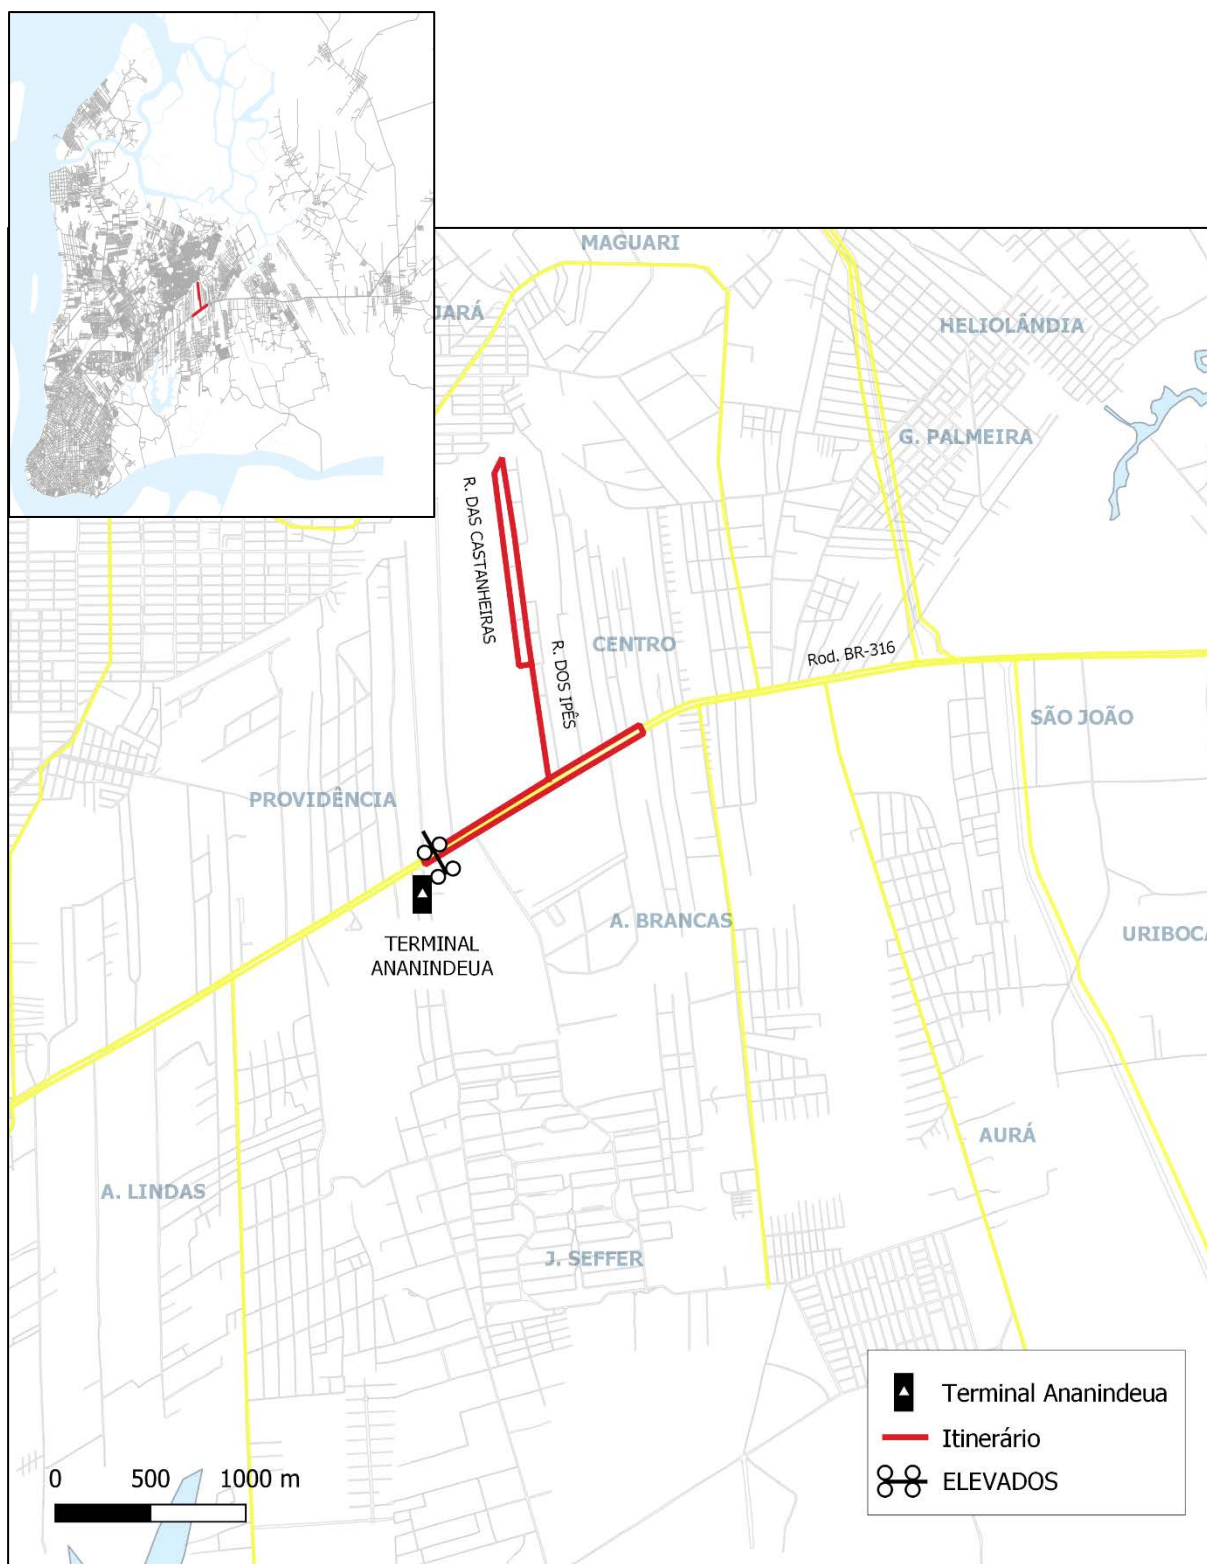 MAGUARI
JARÁ
HELIOLÂNDIA
G. PALMEIRA
R. DAS CASTANHEIRAS
R. DOS IPÊS
CENTRO
Rod. BR-316
SÃO JOÃO
PROVIDÊNCIA
TERMINAL
ANANINDEUA
A. BRANCAS
URIBOCA
AURÁ
A. LINDAS
J. SEFFER
Terminal Ananindeua
Itinerário
ELEVADOS
0 500 1000 m